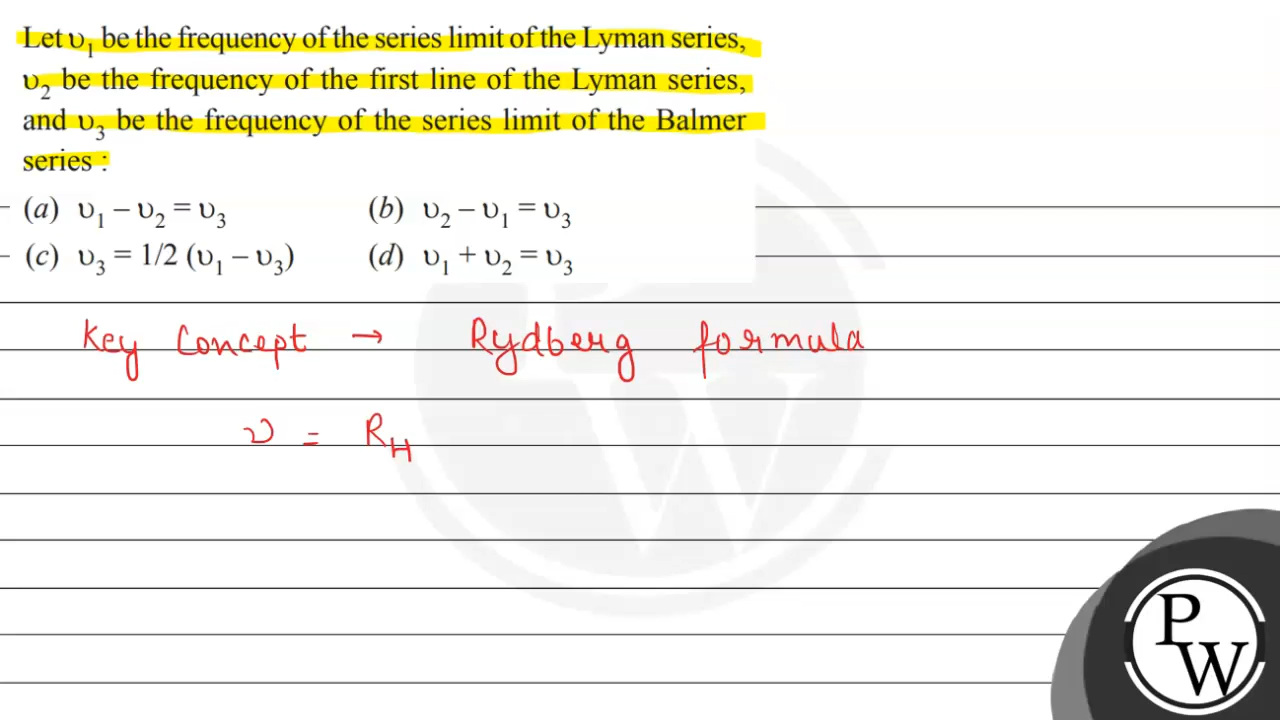 Let υ₁ be the frequency of the series limit of the Lyman series,
υ₂ be the frequency of the first line of the Lyman series,
and υ₃ be the frequency of the series limit of the Balmer
series :
(a) υ₁ – υ₂ = υ₃ (b) υ₂ – υ₁ = υ₃
(c) υ₃ = 1/2 (υ₁ – υ₃) (d) υ₁ + υ₂ = υ₃
Key Concept → Rydberg formula
ν = R_H
PW